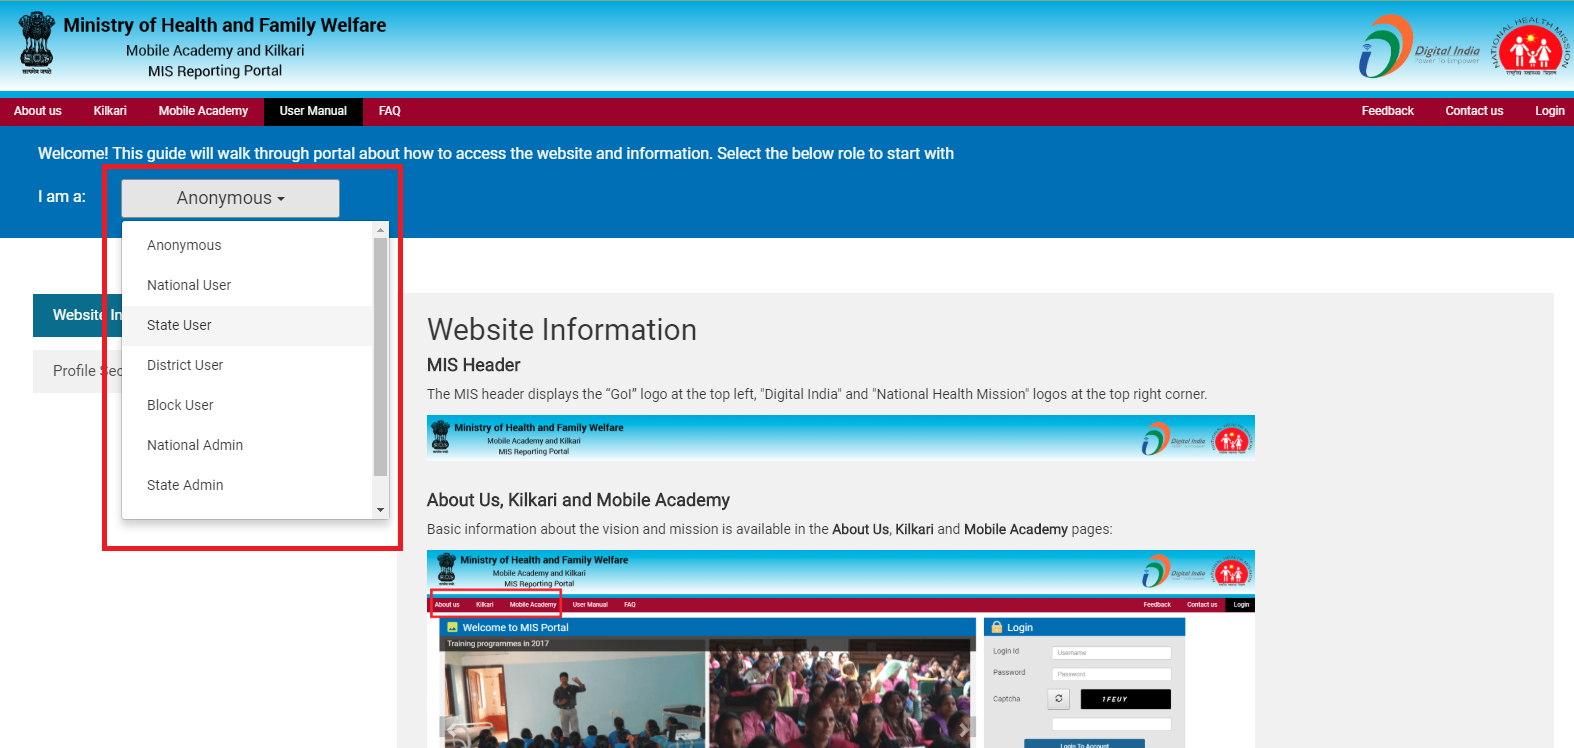 Ministry of Health and Family Welfare
Mobile Academy and Kilkari
MIS Reporting Portal
सत्यमेव जयते
Digital India
Power To Empower
NATIONAL HEALTH MISSION
राष्ट्रीय स्वास्थ्य मिशन
About us Kilkari Mobile Academy User Manual FAQ Feedback Contact us Login
Welcome! This guide will walk through portal about how to access the website and information. Select the below role to start with
I am a: Anonymous
Anonymous
National User
State User
District User
Block User
National Admin
State Admin
Website In
Profile Sec
Website Information
MIS Header
The MIS header displays the “GoI” logo at the top left, "Digital India" and "National Health Mission" logos at the top right corner.
Ministry of Health and Family Welfare
Mobile Academy and Kilkari
MIS Reporting Portal
Digital India
About Us, Kilkari and Mobile Academy
Basic information about the vision and mission is available in the About Us, Kilkari and Mobile Academy pages:
Ministry of Health and Family Welfare
Mobile Academy and Kilkari
MIS Reporting Portal
Digital India
About us Kilkari Mobile Academy User Manual FAQ Feedback Contact us Login
Welcome to MIS Portal
Training programmes in 2017
Login
Login Id Username
Password Password
Captcha 1FEUY
Login To Account